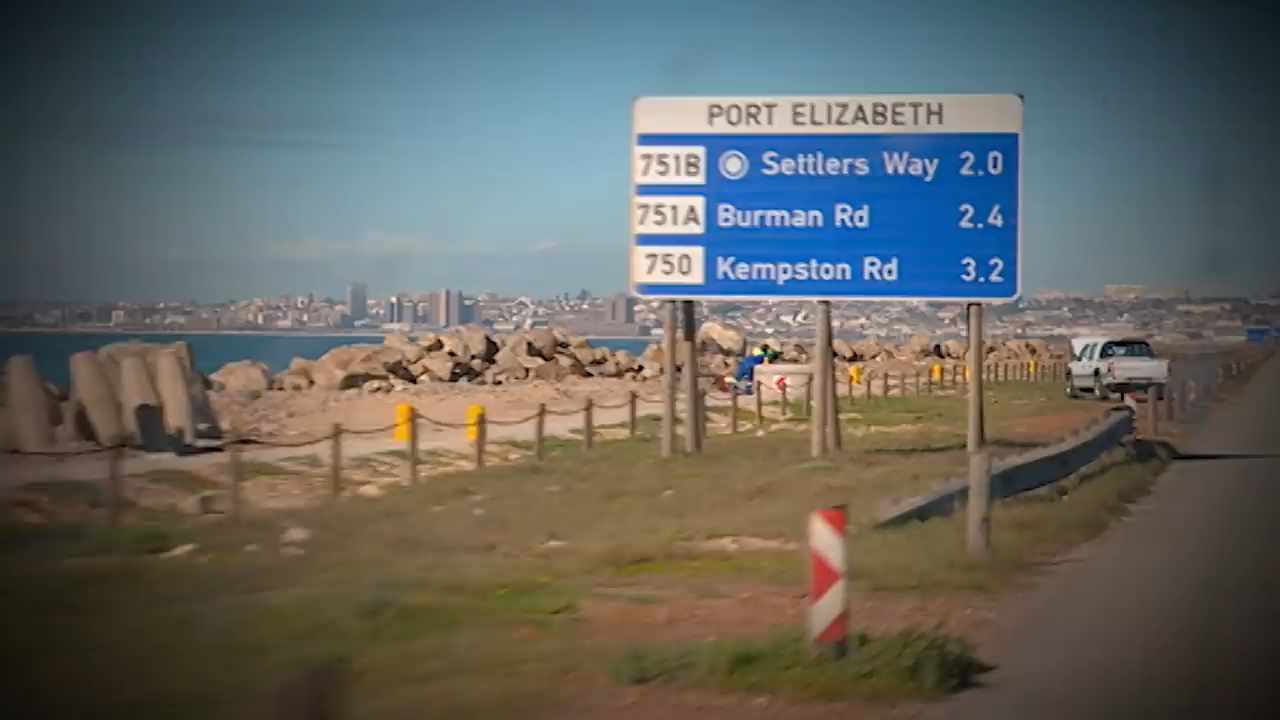 PORT ELIZABETH
751B Settlers Way 2.0
751A Burman Rd 2.4
750 Kempston Rd 3.2